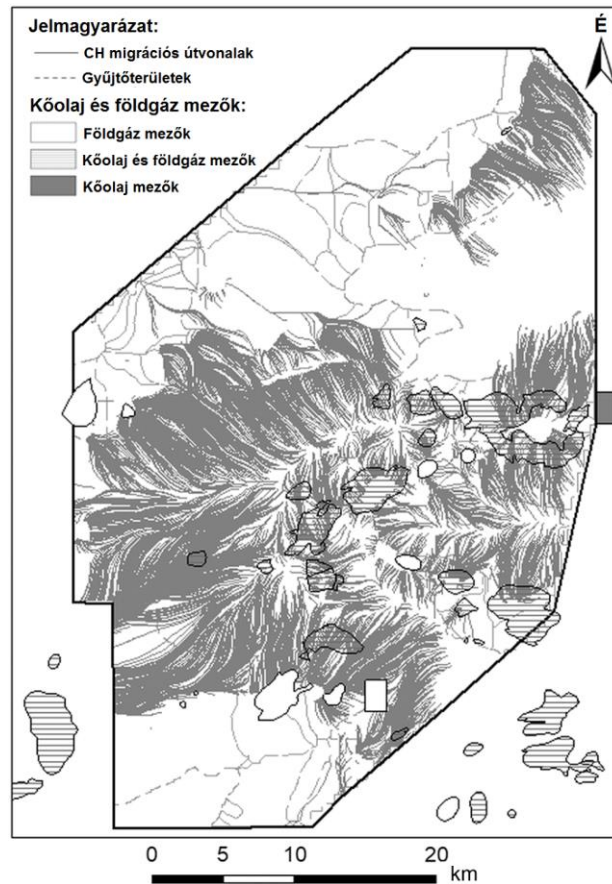 Jelmagyarázat:
CH migrációs útvonalak
Gyűjtőterületek
Kőolaj és földgáz mezők:
Földgáz mezők
Kőolaj és földgáz mezők
Kőolaj mezők
É
0 5 10 20
km